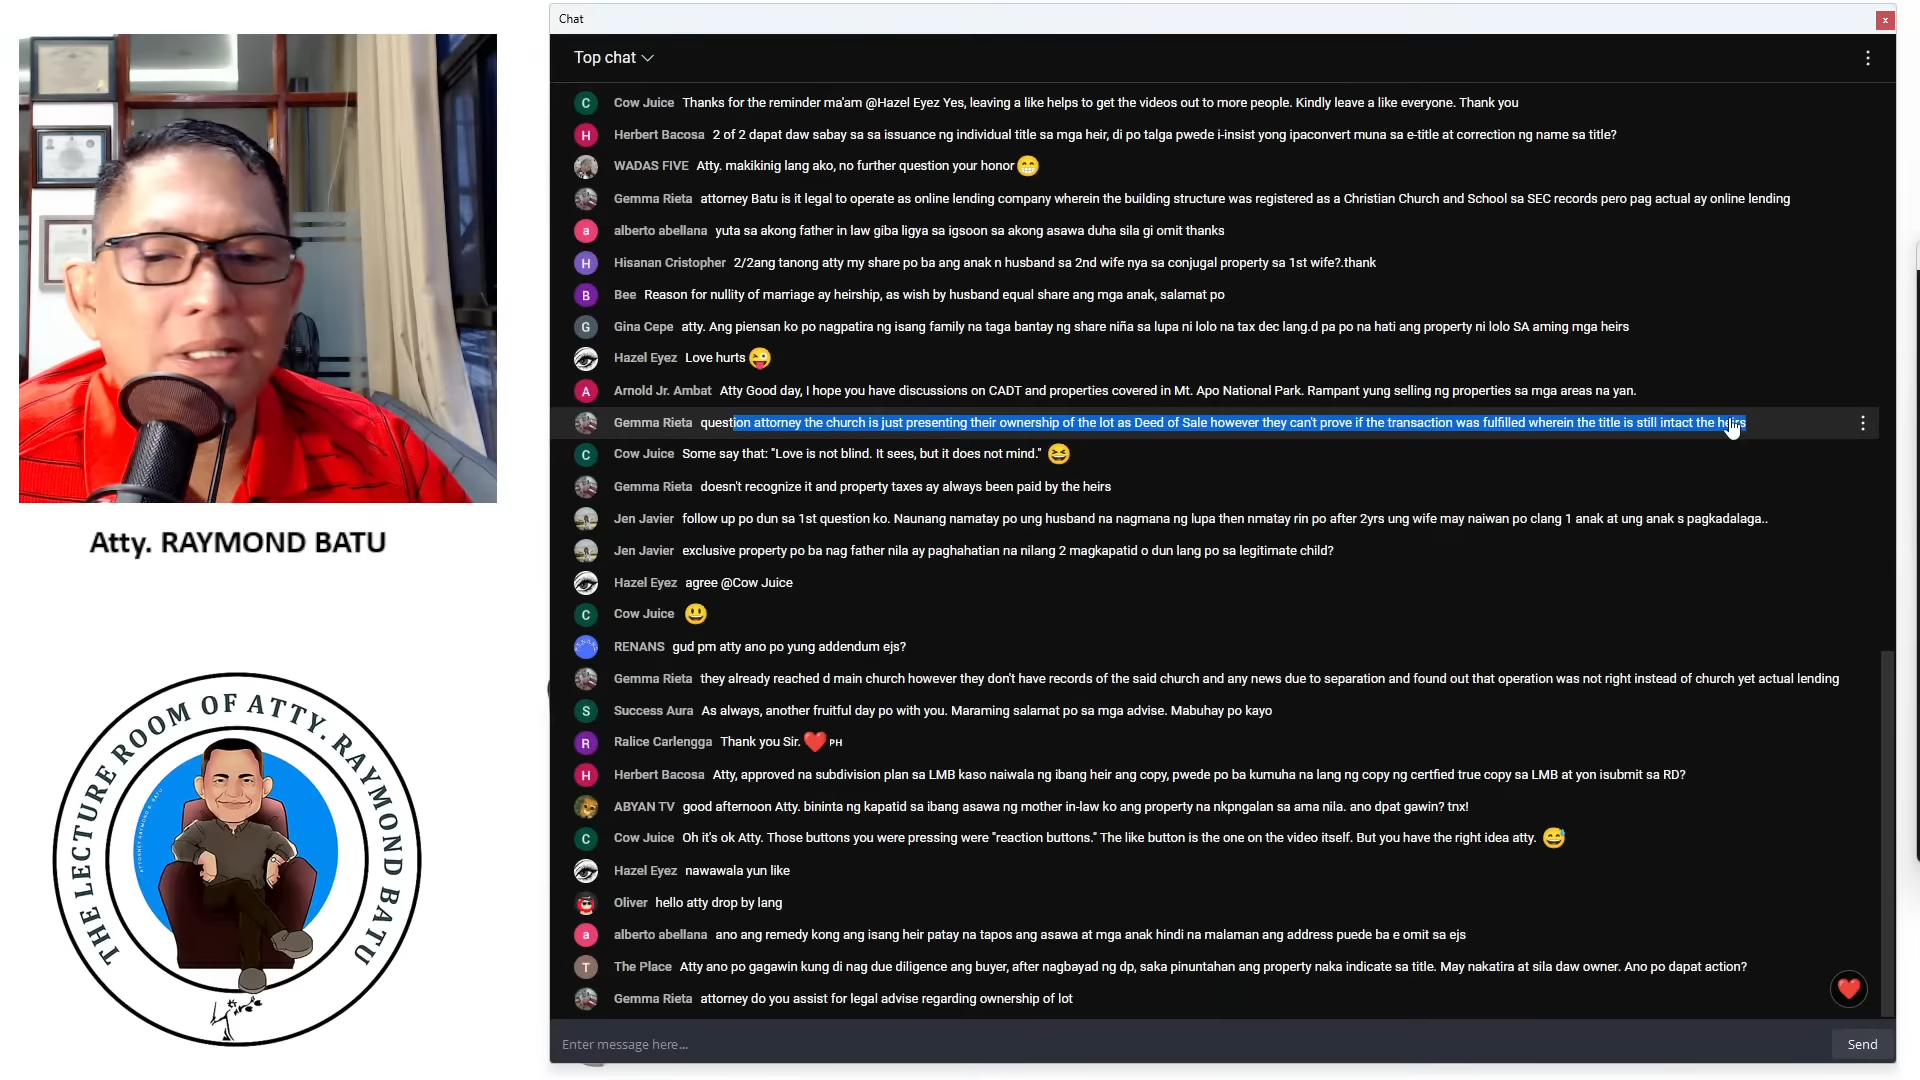 Chat
x
Top chat
C Cow Juice Thanks for the reminder ma'am @Hazel Eyez Yes, leaving a like helps to get the videos out to more people. Kindly leave a like everyone. Thank you
H Herbert Bacosa 2 of 2 dapat daw sabay sa sa issuance ng individual title sa mga heir, di po talga pwede i-insist yong ipaconvert muna sa e-title at correction ng name sa title?
WADAS FIVE Atty. makikinig lang ako, no further question your honor 😁
Gemma Rieta attorney Batu is it legal to operate as online lending company wherein the building structure was registered as a Christian Church and School sa SEC records pero pag actual ay online lending
a alberto abellana yuta sa akong father in law giba ligya sa igsoon sa akong asawa duha sila gi omit thanks
H Hisanan Cristopher 2/2ang tanong atty my share po ba ang anak n husband sa 2nd wife nya sa conjugal property sa 1st wife?.thank
B Bee Reason for nullity of marriage ay heirship, as wish by husband equal share ang mga anak, salamat po
G Gina Cepe atty. Ang piensan ko po nagpatira ng isang family na taga bantay ng share niña sa lupa ni lolo na tax dec lang.d pa po na hati ang property ni lolo SA aming mga heirs
Hazel Eyez Love hurts 😜
A Arnold Jr. Ambat Atty Good day, I hope you have discussions on CADT and properties covered in Mt. Apo National Park. Rampant yung selling ng properties sa mga areas na yan.
Gemma Rieta question attorney the church is just presenting their ownership of the lot as Deed of Sale however they can't prove if the transaction was fulfilled wherein the title is still intact the heirs
C Cow Juice Some say that: "Love is not blind. It sees, but it does not mind." 😆
Gemma Rieta doesn't recognize it and property taxes ay always been paid by the heirs
Jen Javier follow up po dun sa 1st question ko. Naunang namatay po ung husband na nagmana ng lupa then nmatay rin po after 2yrs ung wife may naiwan po clang 1 anak at ung anak s pagkadalaga..
Jen Javier exclusive property po ba nag father nila ay paghahatian na nilang 2 magkapatid o dun lang po sa legitimate child?
Hazel Eyez agree @Cow Juice
C Cow Juice 😃
RENANS gud pm atty ano po yung addendum ejs?
Gemma Rieta they already reached d main church however they don't have records of the said church and any news due to separation and found out that operation was not right instead of church yet actual lending
S Success Aura As always, another fruitful day po with you. Maraming salamat po sa mga advise. Mabuhay po kayo
R Ralice Carlengga Thank you Sir. ❤️ PH
H Herbert Bacosa Atty, approved na subdivision plan sa LMB kaso naiwala ng ibang heir ang copy, pwede po ba kumuha na lang ng copy ng certfied true copy sa LMB at yon isubmit sa RD?
ABYAN TV good afternoon Atty. bininta ng kapatid sa ibang asawa ng mother in-law ko ang property na nkpngalan sa ama nila. ano dpat gawin? tnx!
C Cow Juice Oh it's ok Atty. Those buttons you were pressing were "reaction buttons." The like button is the one on the video itself. But you have the right idea atty. 😅
Hazel Eyez nawawala yun like
Oliver hello atty drop by lang
a alberto abellana ano ang remedy kong ang isang heir patay na tapos ang asawa at mga anak hindi na malaman ang address puede ba e omit sa ejs
T The Place Atty ano po gagawin kung di nag due diligence ang buyer, after nagbayad ng dp, saka pinuntahan ang property naka indicate sa title. May nakatira at sila daw owner. Ano po dapat action?
Gemma Rieta attorney do you assist for legal advise regarding ownership of lot
Enter message here...
Send
Atty. RAYMOND BATU
THE LECTURE ROOM OF ATTY. RAYMOND BATU